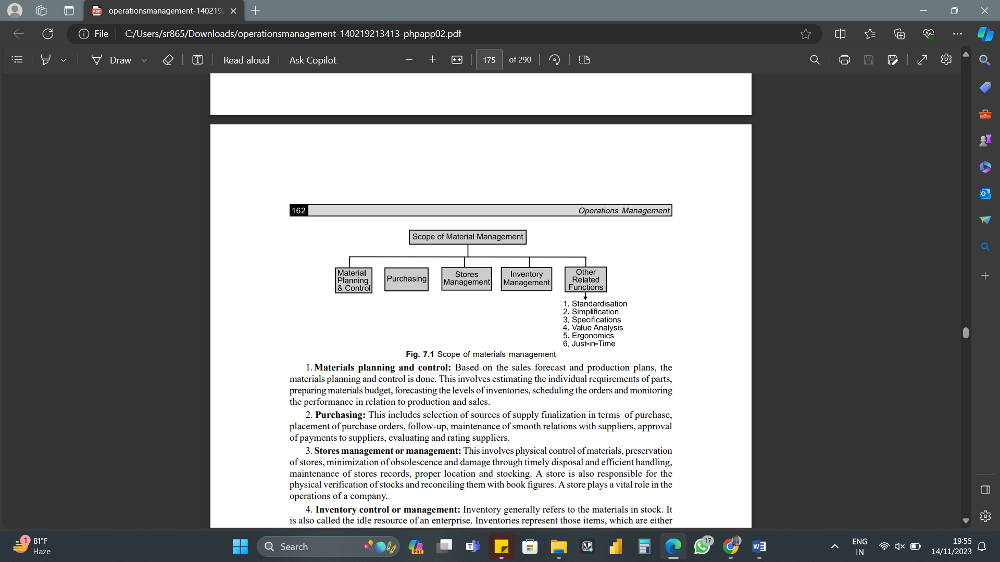 operationsmanagement-140219
File
C:/Users/sr865/Downloads/operationsmanagement-140219213413-phpapp02.pdf
Draw
Read aloud
Ask Copilot
175
of 290
162
Operations Management
Scope of Material Management
Material
Planning
& Control
Purchasing
Stores
Management
Inventory
Management
Other
Related
Functions
1. Standardisation
2. Simplification
3. Specifications
4. Value Analysis
5. Ergonomics
6. Just-in-Time
Fig. 7.1 Scope of materials management
1. Materials planning and control: Based on the sales forecast and production plans, the
materials planning and control is done. This involves estimating the individual requirements of parts,
preparing materials budget, forecasting the levels of inventories, scheduling the orders and monitoring
the performance in relation to production and sales.
2. Purchasing: This includes selection of sources of supply finalization in terms of purchase,
placement of purchase orders, follow-up, maintenance of smooth relations with suppliers, approval
of payments to suppliers, evaluating and rating suppliers.
3. Stores management or management: This involves physical control of materials, preservation
of stores, minimization of obsolescence and damage through timely disposal and efficient handling,
maintenance of stores records, proper location and stocking. A store is also responsible for the
physical verification of stocks and reconciling them with book figures. A store plays a vital role in the
operations of a company.
4. Inventory control or management: Inventory generally refers to the materials in stock. It
is also called the idle resource of an enterprise. Inventories represent those items, which are either
1
81°F
Haze
Search
PRE
17
ENG
IN
19:55
14/11/2023